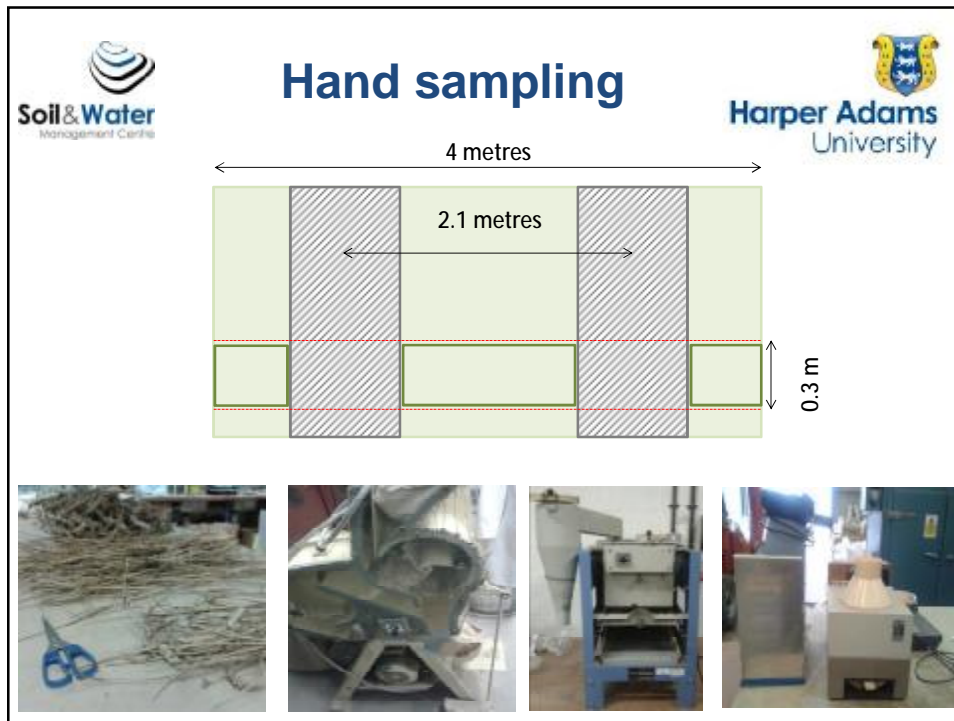 Soil&Water
Management Centre
Hand sampling
Harper Adams
University
4 metres
2.1 metres
0.3 m